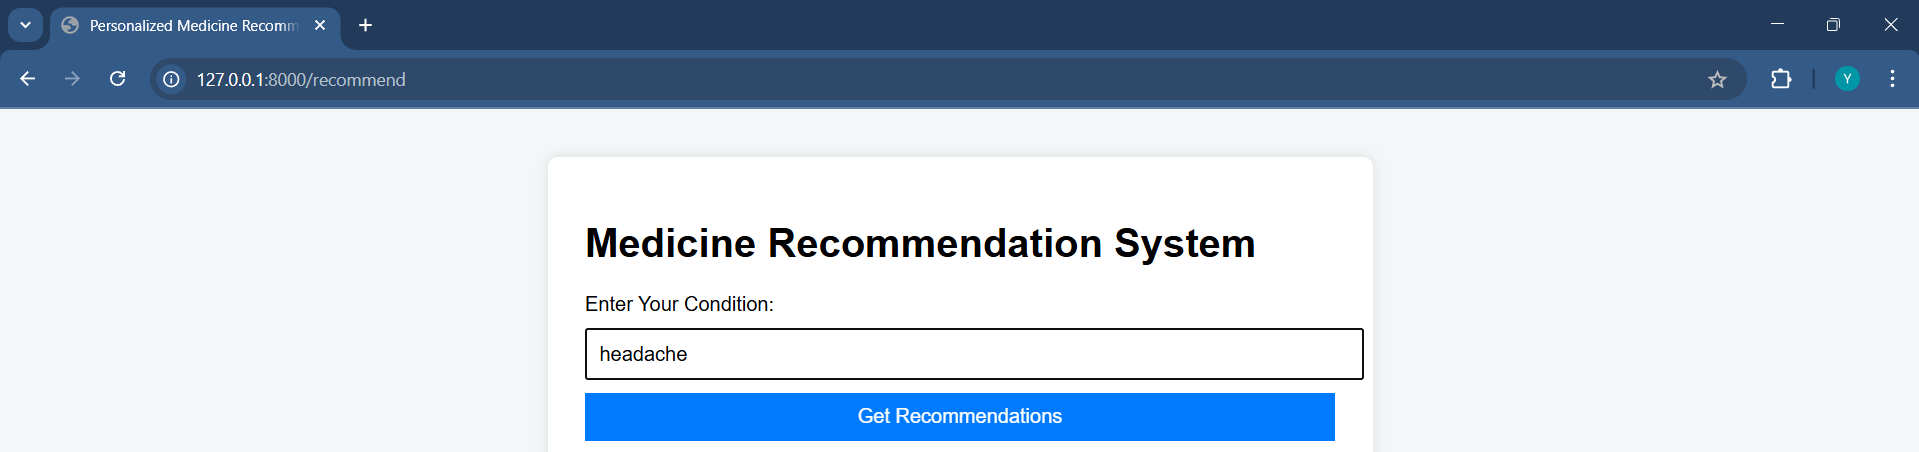 Personalized Medicine Recomm
127.0.0.1:8000/recommend
Y
Medicine Recommendation System
Enter Your Condition:
headache
Get Recommendations